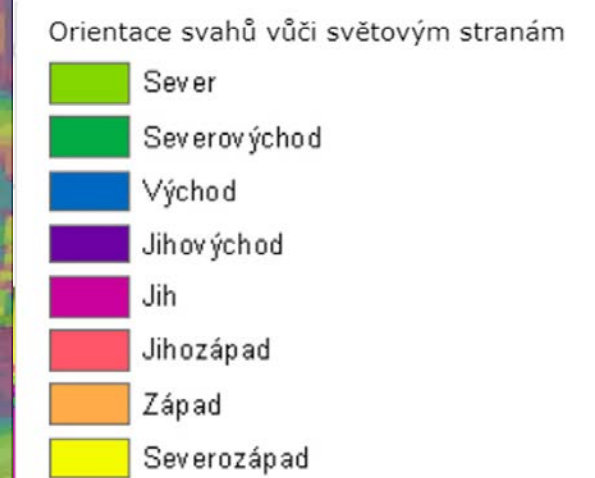 Orientace svahů vůči světovým stranám
Sever
Severovýchod
Východ
Jihovýchod
Jih
Jihozápad
Západ
Severozápad